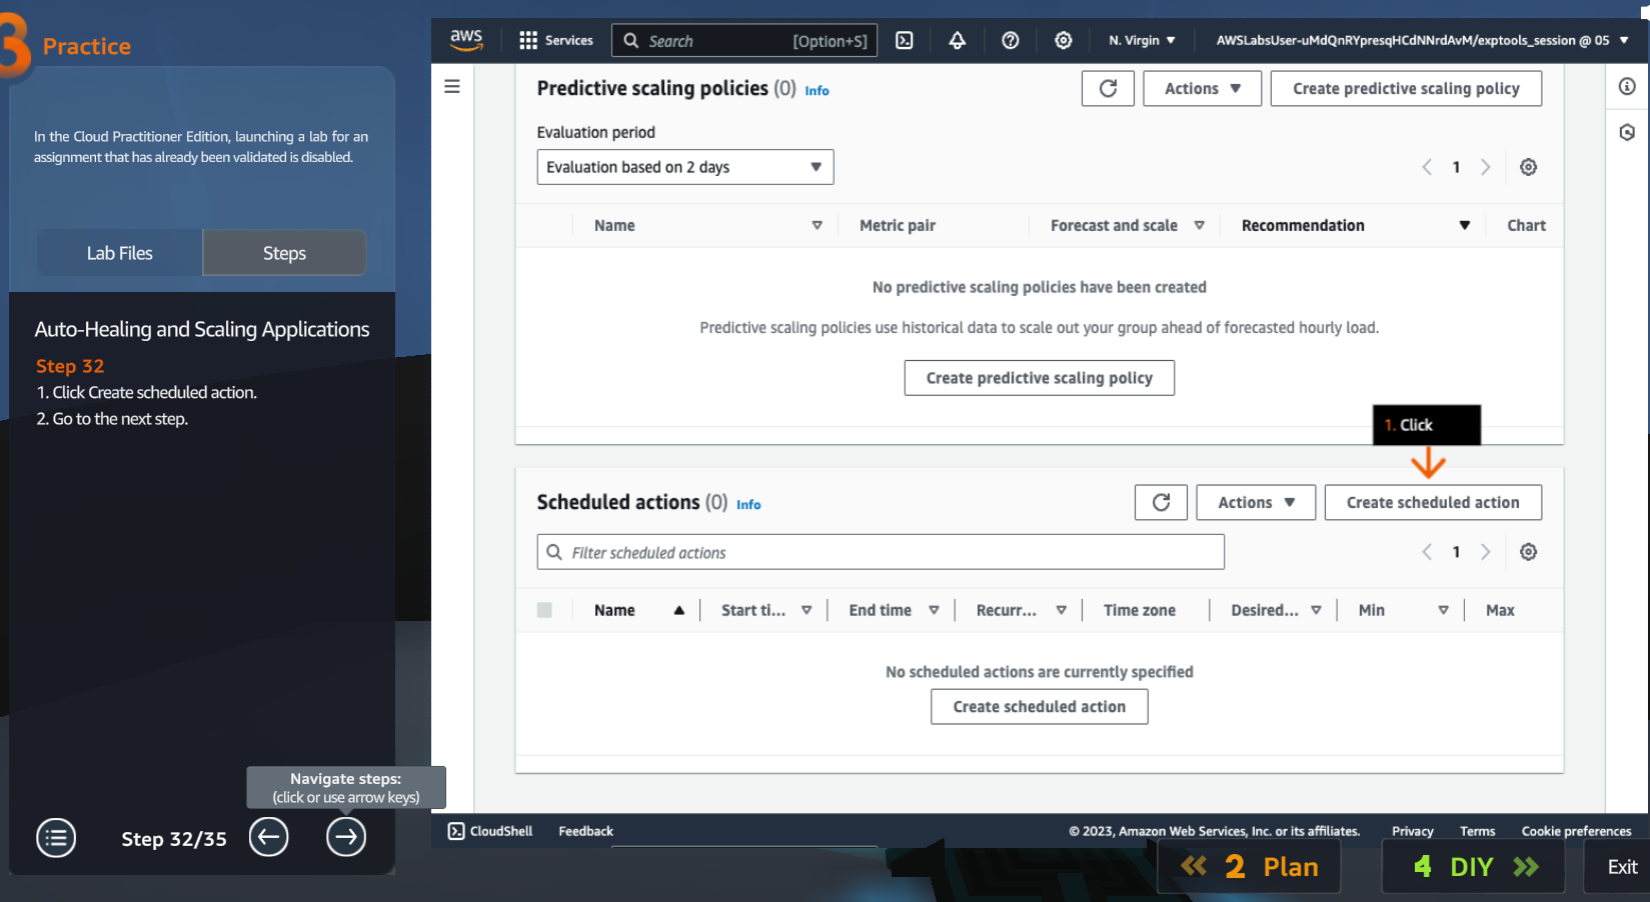 3 Practice
In the Cloud Practitioner Edition, launching a lab for an
assignment that has already been validated is disabled.
Lab Files
Steps
Auto-Healing and Scaling Applications
Step 32
1. Click Create scheduled action.
2. Go to the next step.
Navigate steps:
(click or use arrow keys)
Step 32/35
aws
Services
Search
[Option+S]
N. Virgin ▼
AWSLabsUser-uMdQnRYpresqHCdNNrdAvM/exptools_session @ 05 ▼
Predictive scaling policies (0) Info
Actions ▼
Create predictive scaling policy
Evaluation period
Evaluation based on 2 days
1
Name
Metric pair
Forecast and scale
Recommendation
Chart
No predictive scaling policies have been created
Predictive scaling policies use historical data to scale out your group ahead of forecasted hourly load.
Create predictive scaling policy
1. Click
Scheduled actions (0) Info
Actions ▼
Create scheduled action
Filter scheduled actions
1
Name
Start ti...
End time
Recurr...
Time zone
Desired...
Min
Max
No scheduled actions are currently specified
Create scheduled action
CloudShell
Feedback
© 2023, Amazon Web Services, Inc. or its affiliates.
Privacy
Terms
Cookie preferences
2 Plan
4 DIY
Exit